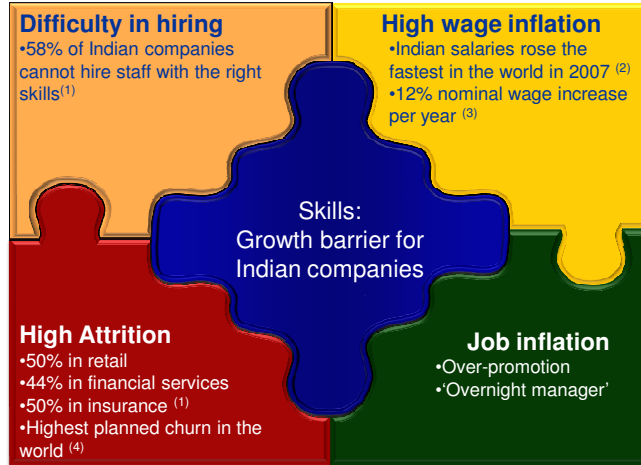 Difficulty in hiring
•58% of Indian companies
cannot hire staff with the right
skills(1)
High wage inflation
•Indian salaries rose the
fastest in the world in 2007 (2)
•12% nominal wage increase
per year (3)
Skills:
Growth barrier for
Indian companies
High Attrition
•50% in retail
•44% in financial services
•50% in insurance (1)
•Highest planned churn in the
world (4)
Job inflation
•Over-promotion
•‘Overnight manager’